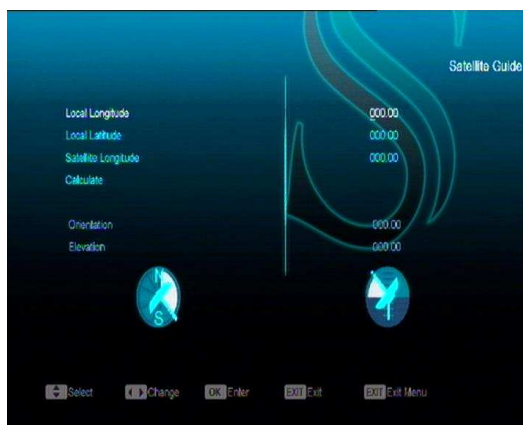 Satellite Guide
Local Longitude 000.00
Local Latitude 000.00
Satellite Longitude 000.00
Calculate
Orientation 000.00
Elevation 000.00
N
S
Select Change OK Enter EXIT Exit EXIT Exit Menu